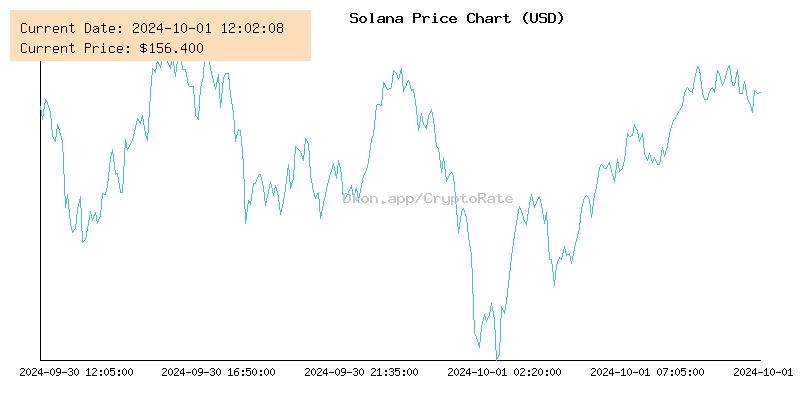 Solana Price Chart (USD)
Current Date: 2024-10-01 12:02:08
Current Price: $156.400
Dkon.app/CryptoRate
2024-09-30 12:05:00 2024-09-30 16:50:00 2024-09-30 21:35:00 2024-10-01 02:20:00 2024-10-01 07:05:00 2024-10-01